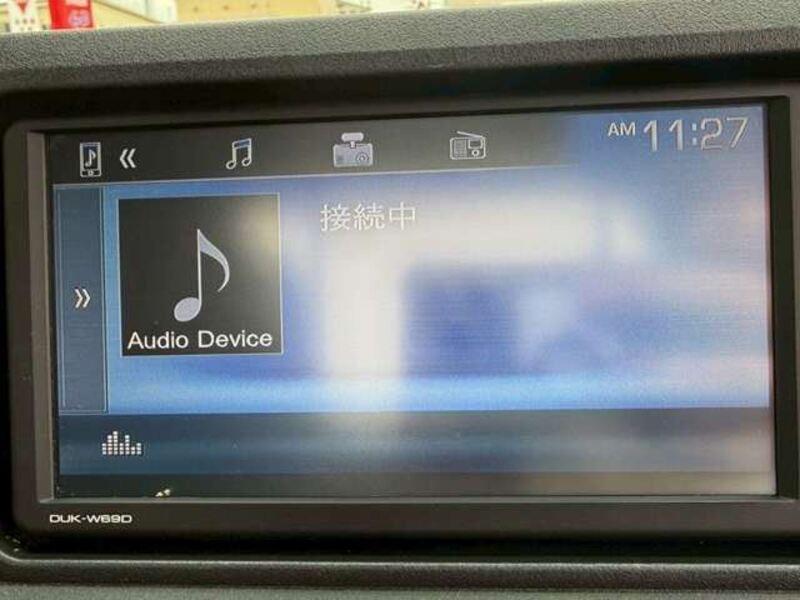 AM 11:27
接続中
Audio Device
DUK-W69D